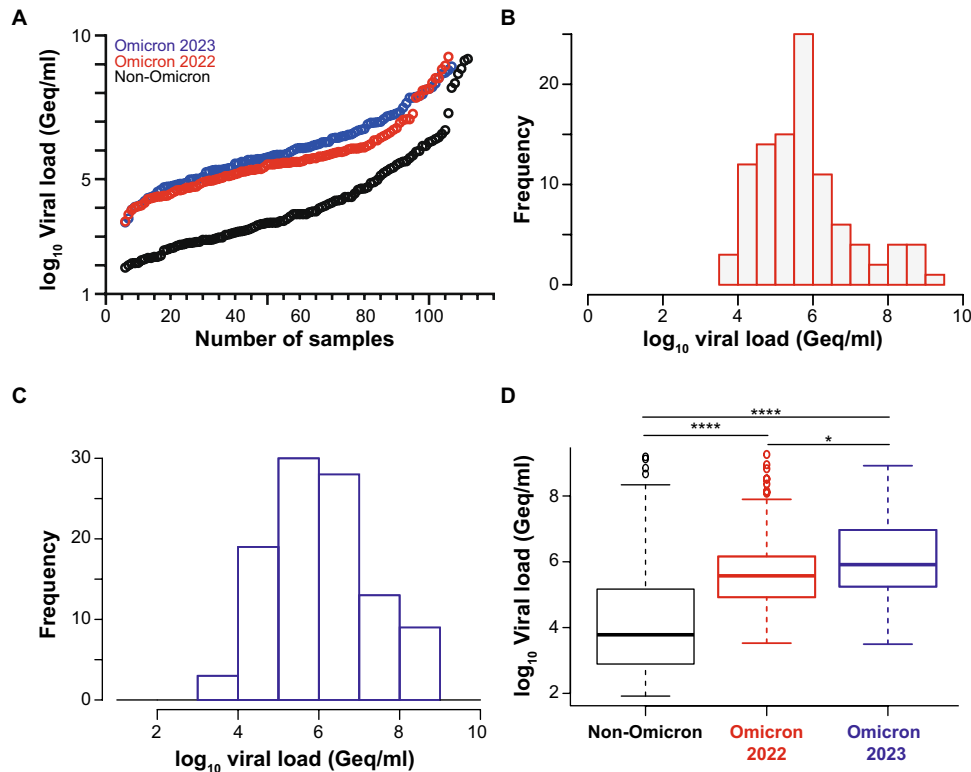 A
Omicron 2023
Omicron 2022
Non-Omicron
log₁₀ Viral load (Geq/ml)
10
5
1
0 20 40 60 80 100
Number of samples
B
Frequency
20
10
0
0 2 4 6 8 10
log₁₀ viral load (Geq/ml)
C
Frequency
30
20
10
0
2 4 6 8 10
log₁₀ viral load (Geq/ml)
D
****
**** *
log₁₀ Viral load (Geq/ml)
8
6
4
2
Non-Omicron Omicron 2022 Omicron 2023